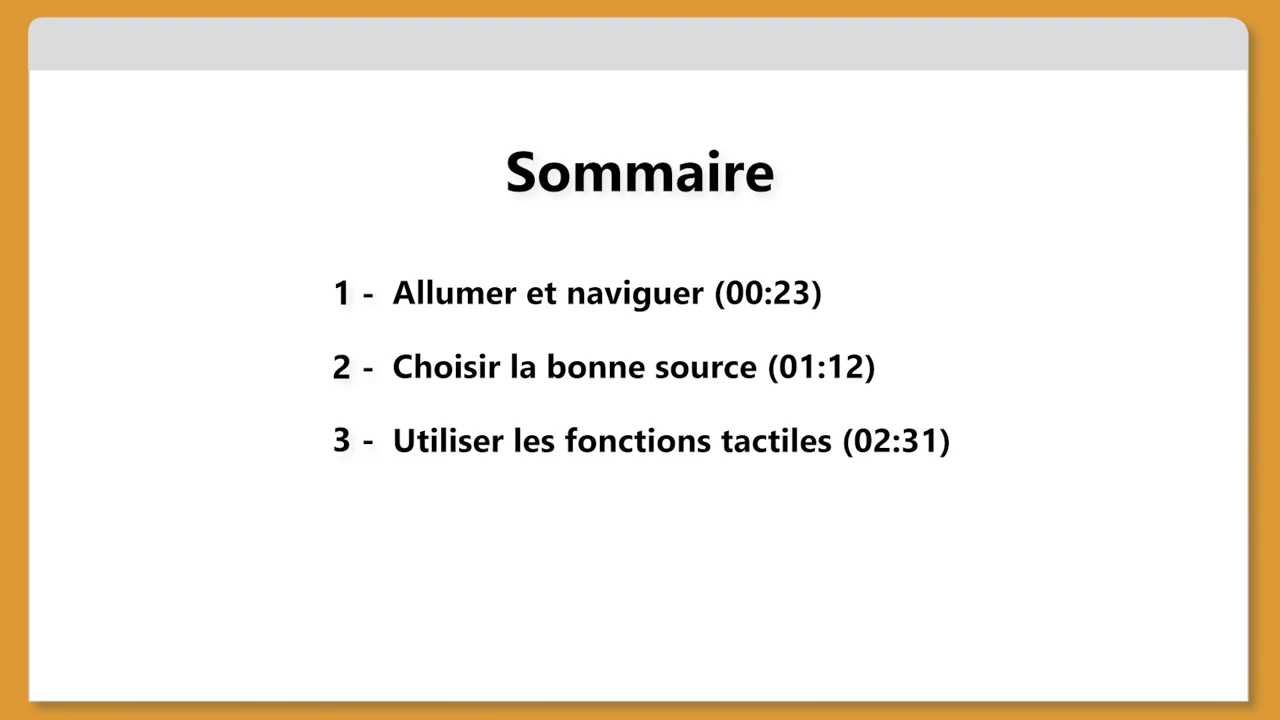 Sommaire
1 - Allumer et naviguer (00:23)
2 - Choisir la bonne source (01:12)
3 - Utiliser les fonctions tactiles (02:31)